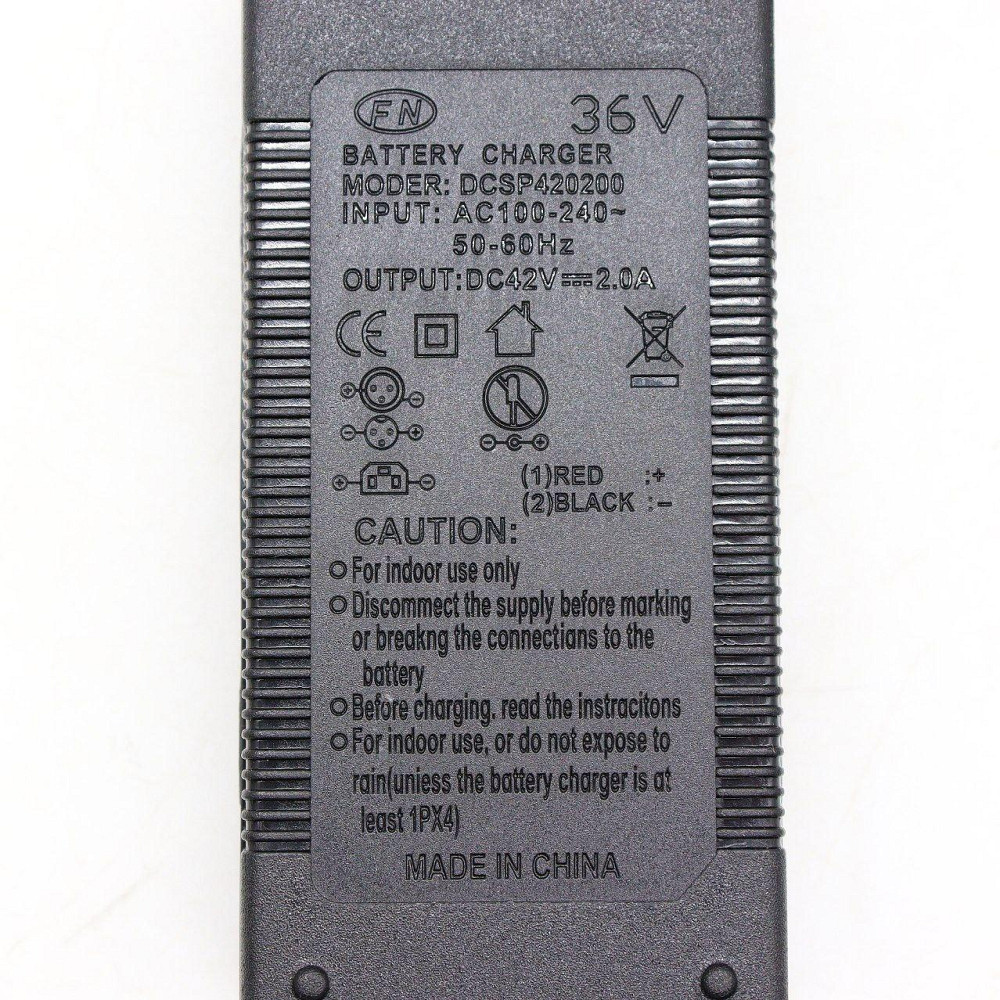 FN
36V
BATTERY CHARGER
MODER: DCSP420200
INPUT: AC100-240~
50-60Hz
OUTPUT:DC42V⎓2.0A
CE
(1)RED :+
(2)BLACK :-
CAUTION:
For indoor use only
Discommect the supply before marking
or breakng the connections to the
battery
Before charging. read the instracitons
For indoor use, or do not expose to
rain(uniess the battery charger is at
least 1PX4)
MADE IN CHINA